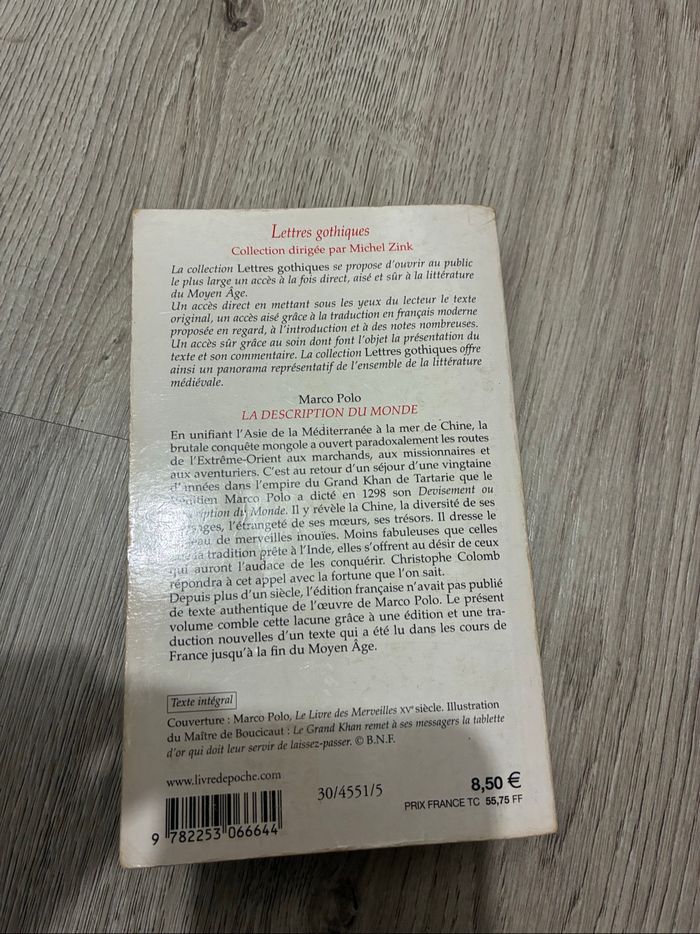 Lettres gothiques
Collection dirigée par Michel Zink
La collection Lettres gothiques se propose d'ouvrir au public
le plus large un accès à la fois direct, aisé et sûr à la littérature
du Moyen Âge.
Un accès direct en mettant sous les yeux du lecteur le texte
original, un accès aisé grâce à la traduction en français moderne
proposée en regard, à l'introduction et à des notes nombreuses.
Un accès sûr grâce au soin dont font l'objet la présentation du
texte et son commentaire. La collection Lettres gothiques offre
ainsi un panorama représentatif de l'ensemble de la littérature
médiévale.
Marco Polo
LA DESCRIPTION DU MONDE
En unifiant l'Asie de la Méditerranée à la mer de Chine, la
brutale conquête mongole a ouvert paradoxalement les routes
de l'Extrême-Orient aux marchands, aux missionnaires et
aux aventuriers. C'est au retour d'un séjour d'une vingtaine
d'années dans l'empire du Grand Khan de Tartarie que le
Marco Polo a dicté en 1298 son Devisement ou
du Monde. Il y révèle la Chine, la diversité de ses
l'étrangeté de ses mœurs, ses trésors. Il dresse le
de merveilles inouïes. Moins fabuleuses que celles
la tradition prête à l'Inde, elles s'offrent au désir de ceux
qui auront l'audace de les conquérir. Christophe Colomb
répondra à cet appel avec la fortune que l'on sait.
Depuis plus d'un siècle, l'édition française n'avait pas publié
de texte authentique de l'œuvre de Marco Polo. Le présent
volume comble cette lacune grâce à une édition et une tra-
duction nouvelles d'un texte qui a été lu dans les cours de
France jusqu'à la fin du Moyen Âge.
Texte intégral
Couverture : Marco Polo, Le Livre des Merveilles XVe siècle. Illustration
du Maître de Boucicaut : Le Grand Khan remet à ses messagers la tablette
d'or qui doit leur servir de laissez-passer. © B.N.F.
www.livredepoche.com
30/4551/5
8,50 €
PRIX FRANCE TC 55,75 FF
9 782253 066644